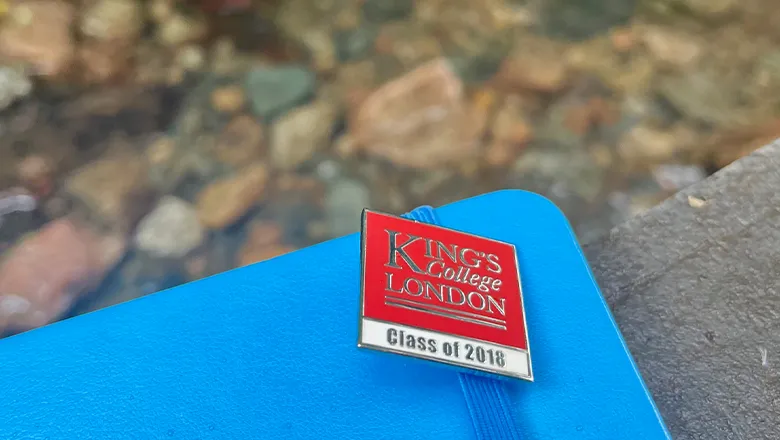 KING'S
College
LONDON
Class of 2018